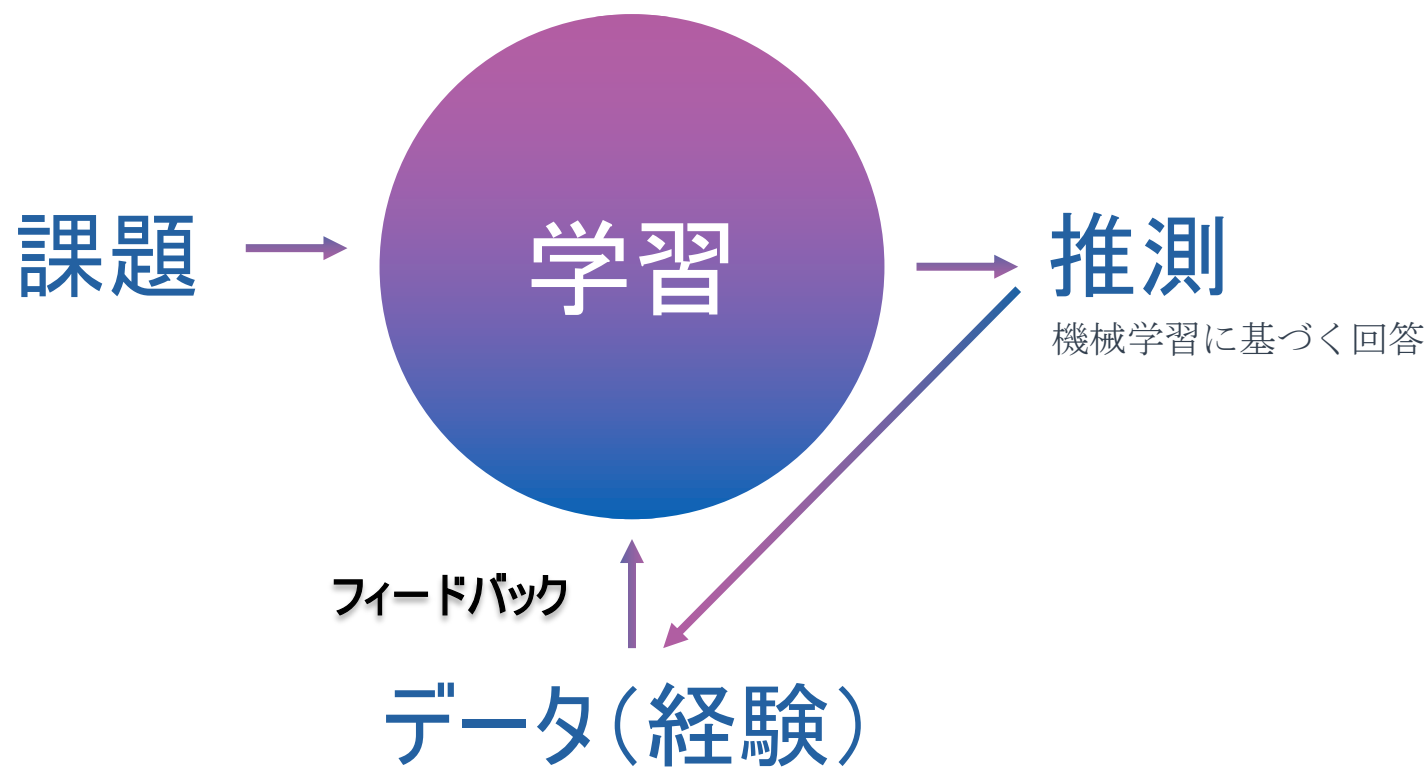 課題
学習
推測
機械学習に基づく回答
フィードバック
データ（経験）